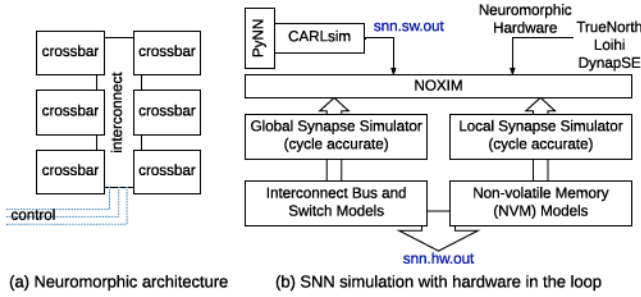 crossbar
crossbar
crossbar
crossbar
crossbar
crossbar
interconnect
control
(a) Neuromorphic architecture
PyNN
CARLsim
snn.sw.out
Neuromorphic
Hardware
TrueNorth
Loihi
DynapSE
NOXIM
Global Synapse Simulator
(cycle accurate)
Local Synapse Simulator
(cycle accurate)
Interconnect Bus and
Switch Models
Non-volatile Memory
(NVM) Models
snn.hw.out
(b) SNN simulation with hardware in the loop